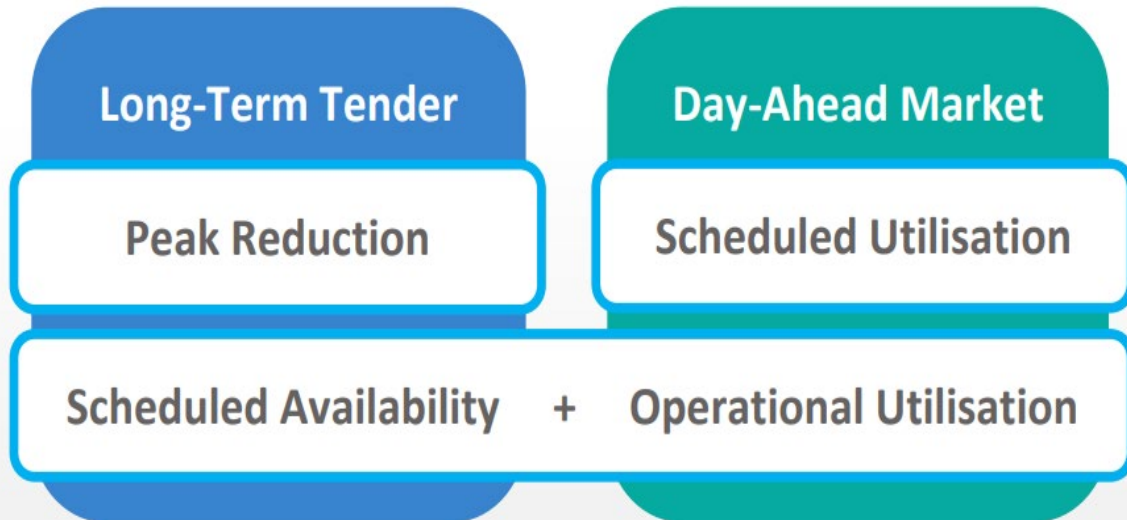 Long-Term Tender
Day-Ahead Market
Peak Reduction
Scheduled Utilisation
Scheduled Availability + Operational Utilisation